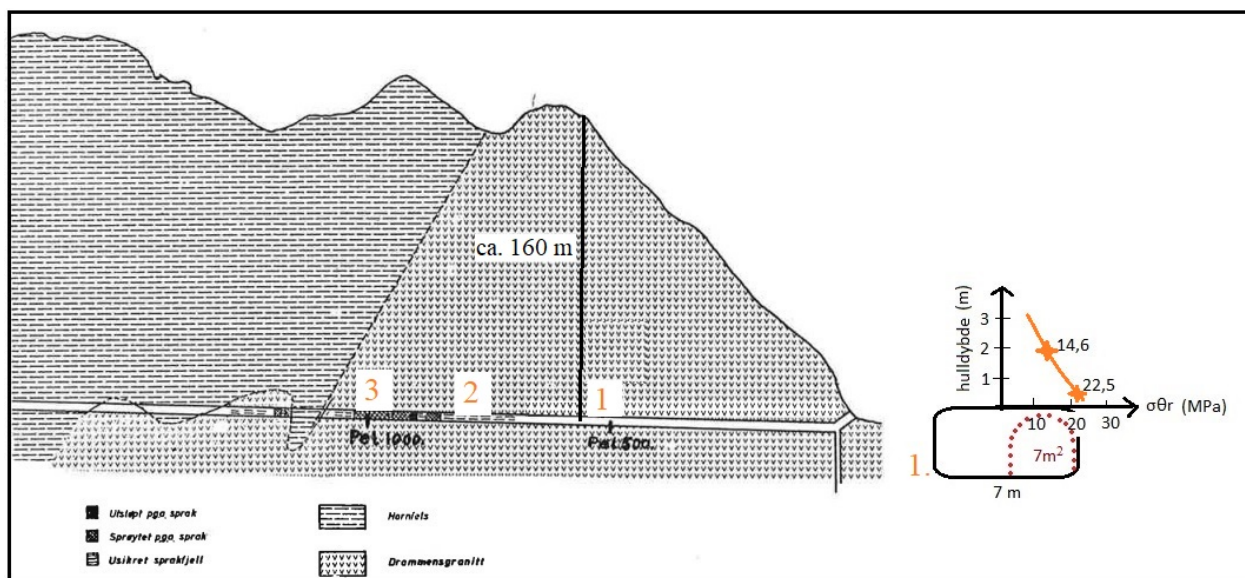 ca. 160 m
3
2
1
Pel 1000.
Pel 500.
Utstøpt pga. sprak
Sprøytet pga. sprak
Usikret sprakfjell
Hornfels
Drammensgranitt
hulldybde (m)
3
2
1
14,6
22,5
10 20 30
σθr (MPa)
1.
7m²
7 m